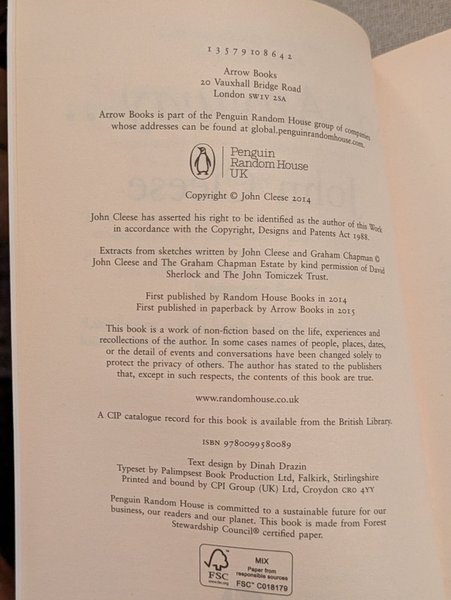 1 3 5 7 9 10 8 6 4 2
Arrow Books
20 Vauxhall Bridge Road
London SW1V 2SA
Arrow Books is part of the Penguin Random House group of companies
whose addresses can be found at global.penguinrandomhouse.com.
Penguin
Random House
UK
Copyright © John Cleese 2014
John Cleese has asserted his right to be identified as the author of this Work
in accordance with the Copyright, Designs and Patents Act 1988.
Extracts from sketches written by John Cleese and Graham Chapman ©
John Cleese and The Graham Chapman Estate by kind permission of David
Sherlock and The John Tomiczek Trust.
First published by Random House Books in 2014
First published in paperback by Arrow Books in 2015
This book is a work of non-fiction based on the life, experiences and
recollections of the author. In some cases names of people, places, dates,
or the detail of events and conversations have been changed solely to
protect the privacy of others. The author has stated to the publishers
that, except in such respects, the contents of this book are true.
www.randomhouse.co.uk
A CIP catalogue record for this book is available from the British Library.
ISBN 9780099580089
Text design by Dinah Drazin
Typeset by Palimpsest Book Production Ltd, Falkirk, Stirlingshire
Printed and bound by CPI Group (UK) Ltd, Croydon CR0 4YY
Penguin Random House is committed to a sustainable future for our
business, our readers and our planet. This book is made from Forest
Stewardship Council® certified paper.
FSC
www.fsc.org
MIX
Paper from
responsible sources
FSC® C018179